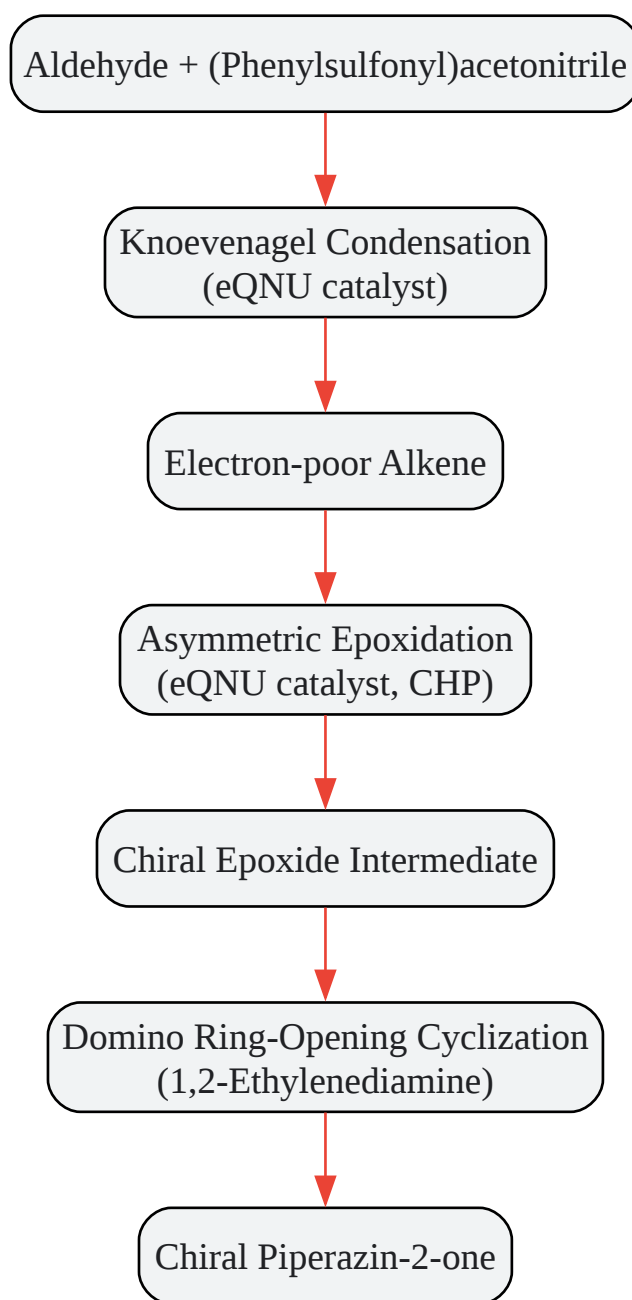 Aldehyde + (Phenylsulfonyl)acetonitrile
Knoevenagel Condensation
(eQNU catalyst)
Electron-poor Alkene
Asymmetric Epoxidation
(eQNU catalyst, CHP)
Chiral Epoxide Intermediate
Domino Ring-Opening Cyclization
(1,2-Ethylenediamine)
Chiral Piperazin-2-one